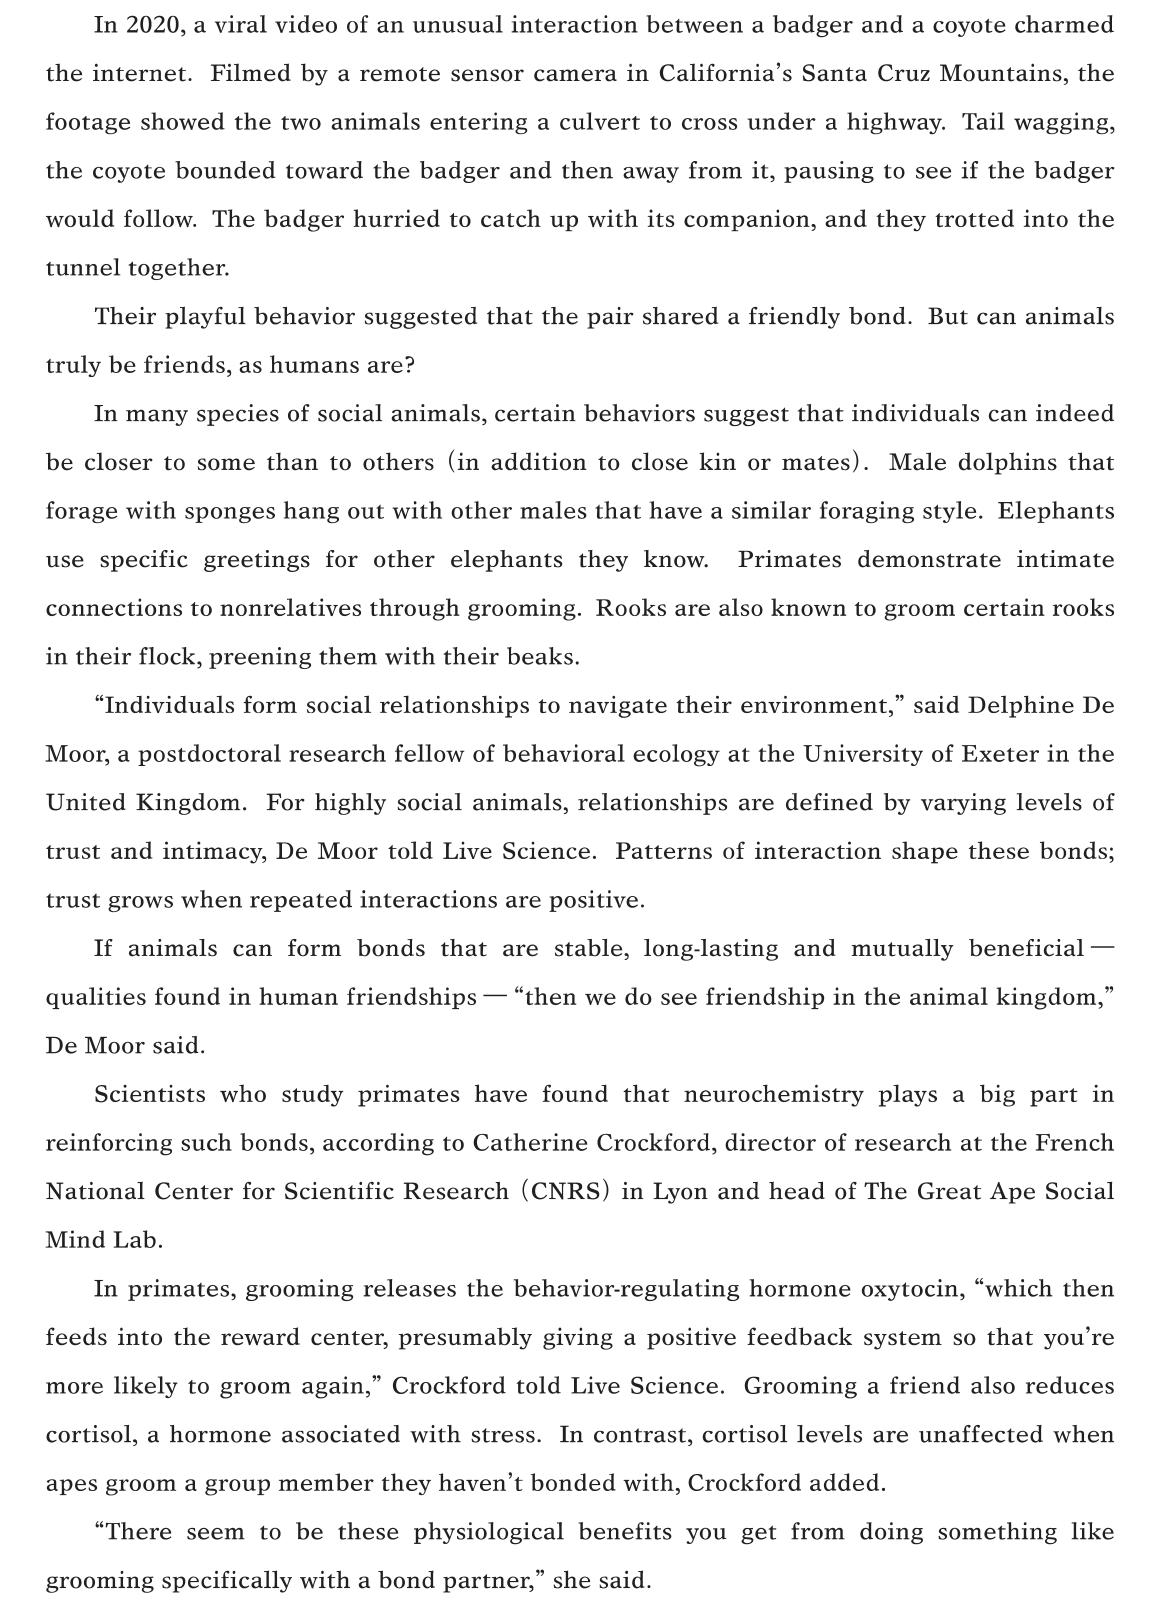 In 2020, a viral video of an unusual interaction between a badger and a coyote charmed
the internet. Filmed by a remote sensor camera in California’s Santa Cruz Mountains, the
footage showed the two animals entering a culvert to cross under a highway. Tail wagging,
the coyote bounded toward the badger and then away from it, pausing to see if the badger
would follow. The badger hurried to catch up with its companion, and they trotted into the
tunnel together.
Their playful behavior suggested that the pair shared a friendly bond. But can animals
truly be friends, as humans are?
In many species of social animals, certain behaviors suggest that individuals can indeed
be closer to some than to others (in addition to close kin or mates). Male dolphins that
forage with sponges hang out with other males that have a similar foraging style. Elephants
use specific greetings for other elephants they know. Primates demonstrate intimate
connections to nonrelatives through grooming. Rooks are also known to groom certain rooks
in their flock, preening them with their beaks.
“Individuals form social relationships to navigate their environment,” said Delphine De
Moor, a postdoctoral research fellow of behavioral ecology at the University of Exeter in the
United Kingdom. For highly social animals, relationships are defined by varying levels of
trust and intimacy, De Moor told Live Science. Patterns of interaction shape these bonds;
trust grows when repeated interactions are positive.
If animals can form bonds that are stable, long-lasting and mutually beneficial —
qualities found in human friendships — “then we do see friendship in the animal kingdom,”
De Moor said.
Scientists who study primates have found that neurochemistry plays a big part in
reinforcing such bonds, according to Catherine Crockford, director of research at the French
National Center for Scientific Research (CNRS) in Lyon and head of The Great Ape Social
Mind Lab.
In primates, grooming releases the behavior-regulating hormone oxytocin, “which then
feeds into the reward center, presumably giving a positive feedback system so that you’re
more likely to groom again,” Crockford told Live Science. Grooming a friend also reduces
cortisol, a hormone associated with stress. In contrast, cortisol levels are unaffected when
apes groom a group member they haven’t bonded with, Crockford added.
“There seem to be these physiological benefits you get from doing something like
grooming specifically with a bond partner,” she said.